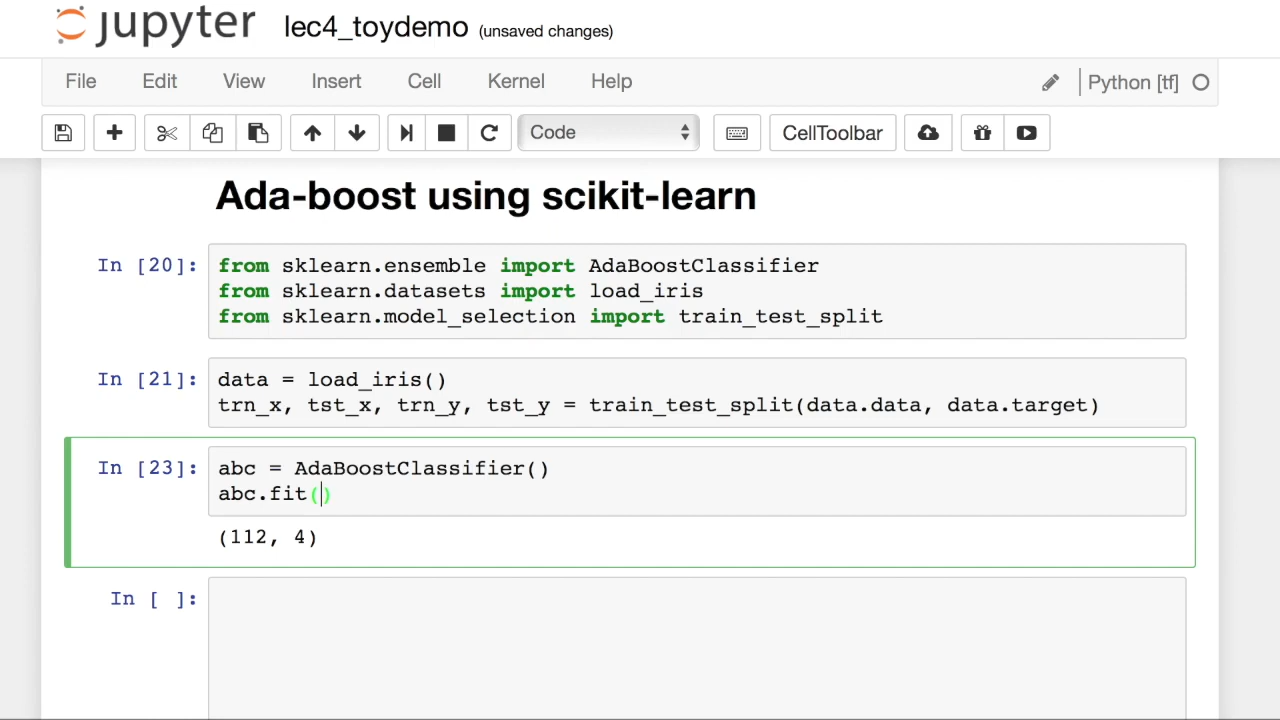 jupyter lec4_toydemo (unsaved changes)
File Edit View Insert Cell Kernel Help Python [tf]
Code CellToolbar
Ada-boost using scikit-learn
In [20]: from sklearn.ensemble import AdaBoostClassifier
from sklearn.datasets import load_iris
from sklearn.model_selection import train_test_split
In [21]: data = load_iris()
trn_x, tst_x, trn_y, tst_y = train_test_split(data.data, data.target)
In [23]: abc = AdaBoostClassifier()
abc.fit()
(112, 4)
In [ ]: